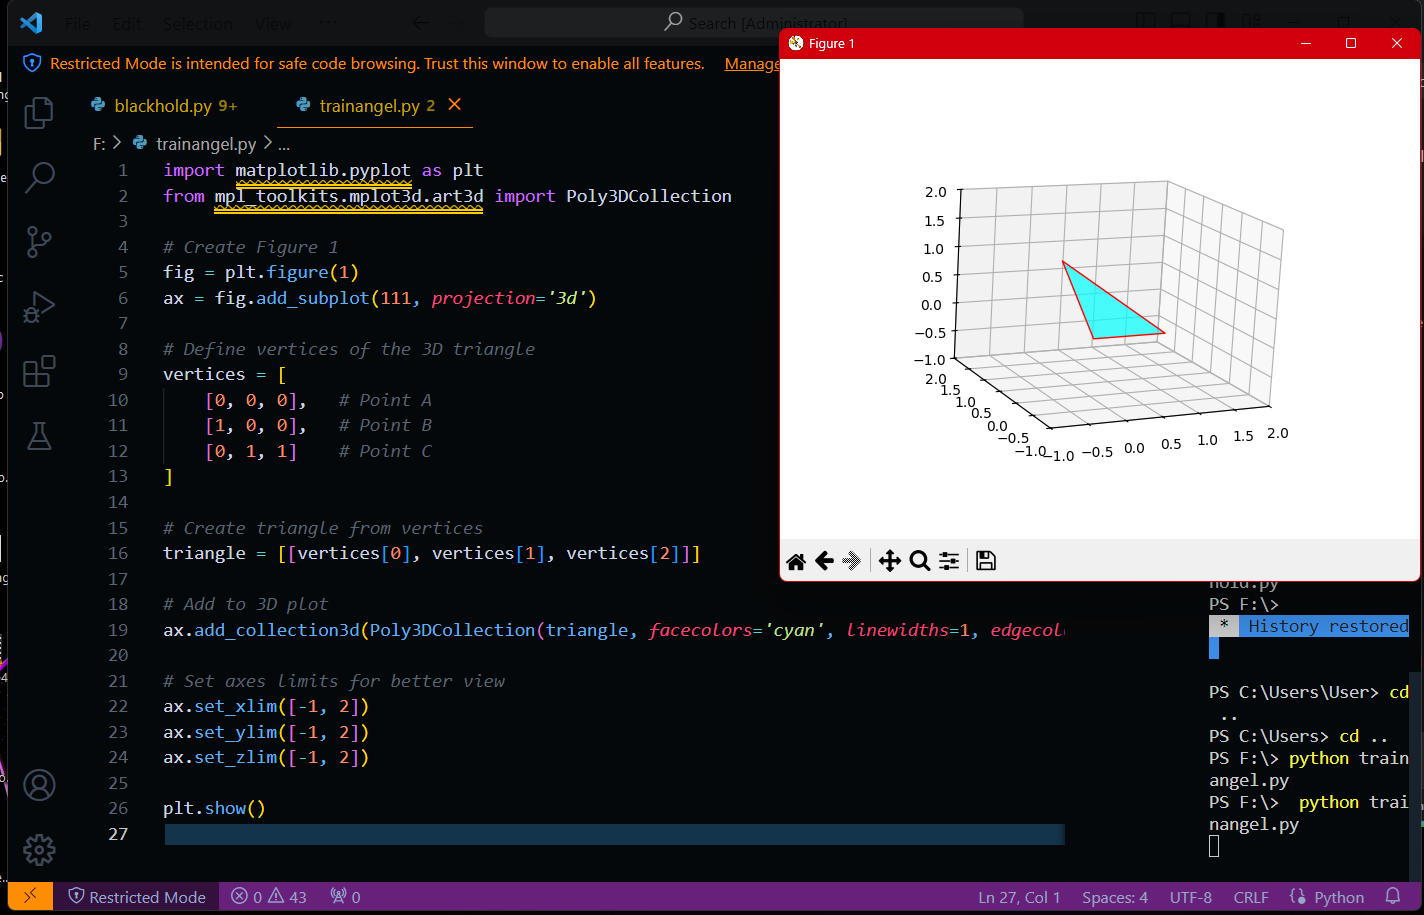 File Edit Selection View ...
Search [Administrator]
Restricted Mode is intended for safe code browsing. Trust this window to enable all features. Manage
blackhold.py 9+
trainangel.py 2
F: > trainangel.py > ...
1 import matplotlib.pyplot as plt
2 from mpl_toolkits.mplot3d.art3d import Poly3DCollection
3
4 # Create Figure 1
5 fig = plt.figure(1)
6 ax = fig.add_subplot(111, projection='3d')
7
8 # Define vertices of the 3D triangle
9 vertices = [
10 [0, 0, 0], # Point A
11 [1, 0, 0], # Point B
12 [0, 1, 1] # Point C
13 ]
14
15 # Create triangle from vertices
16 triangle = [[vertices[0], vertices[1], vertices[2]]]
17
18 # Add to 3D plot
19 ax.add_collection3d(Poly3DCollection(triangle, facecolors='cyan', linewidths=1, edgecol
20
21 # Set axes limits for better view
22 ax.set_xlim([-1, 2])
23 ax.set_ylim([-1, 2])
24 ax.set_zlim([-1, 2])
25
26 plt.show()
27
Figure 1
2.0
1.5
1.0
0.5
0.0
−0.5
−1.0
2.0
1.5
1.0
0.5
0.0
−0.5
−1.0
−1.0
−0.5
0.0
0.5
1.0
1.5
2.0
hold.py
PS F:\>
* History restored
PS C:\Users\User> cd
..
PS C:\Users> cd ..
PS F:\> python train
angel.py
PS F:\> python trai
nangel.py
Restricted Mode
0
43
0
Ln 27, Col 1
Spaces: 4
UTF-8
CRLF
Python